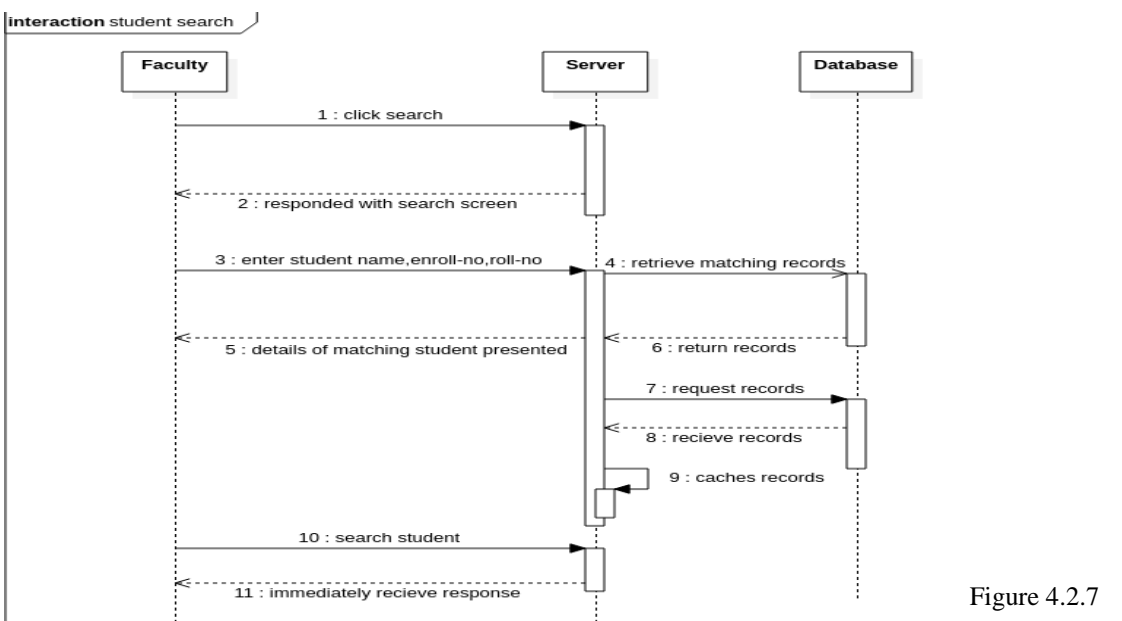 interaction student search
Faculty
Server
Database
1 : click search
2 : responded with search screen
3 : enter student name,enroll-no,roll-no
4 : retrieve matching records
5 : details of matching student presented
6 : return records
7 : request records
8 : recieve records
9 : caches records
10 : search student
11 : immediately recieve response
Figure 4.2.7